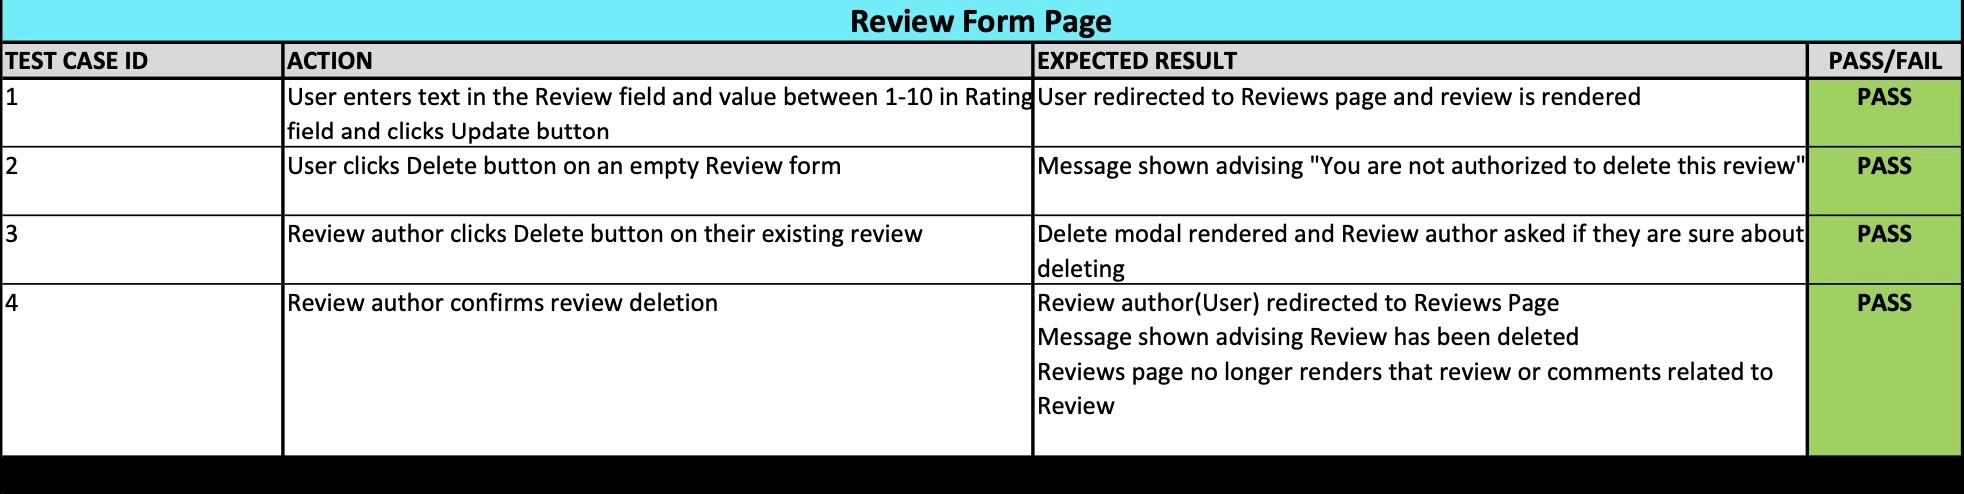 Review Form Page
TEST CASE ID ACTION EXPECTED RESULT PASS/FAIL
1 User enters text in the Review field and value between 1-10 in Rating User redirected to Reviews page and review is rendered PASS
field and clicks Update button
2 User clicks Delete button on an empty Review form Message shown advising "You are not authorized to delete this review" PASS
3 Review author clicks Delete button on their existing review Delete modal rendered and Review author asked if they are sure about PASS
deleting
4 Review author confirms review deletion Review author(User) redirected to Reviews Page PASS
Message shown advising Review has been deleted
Reviews page no longer renders that review or comments related to
Review